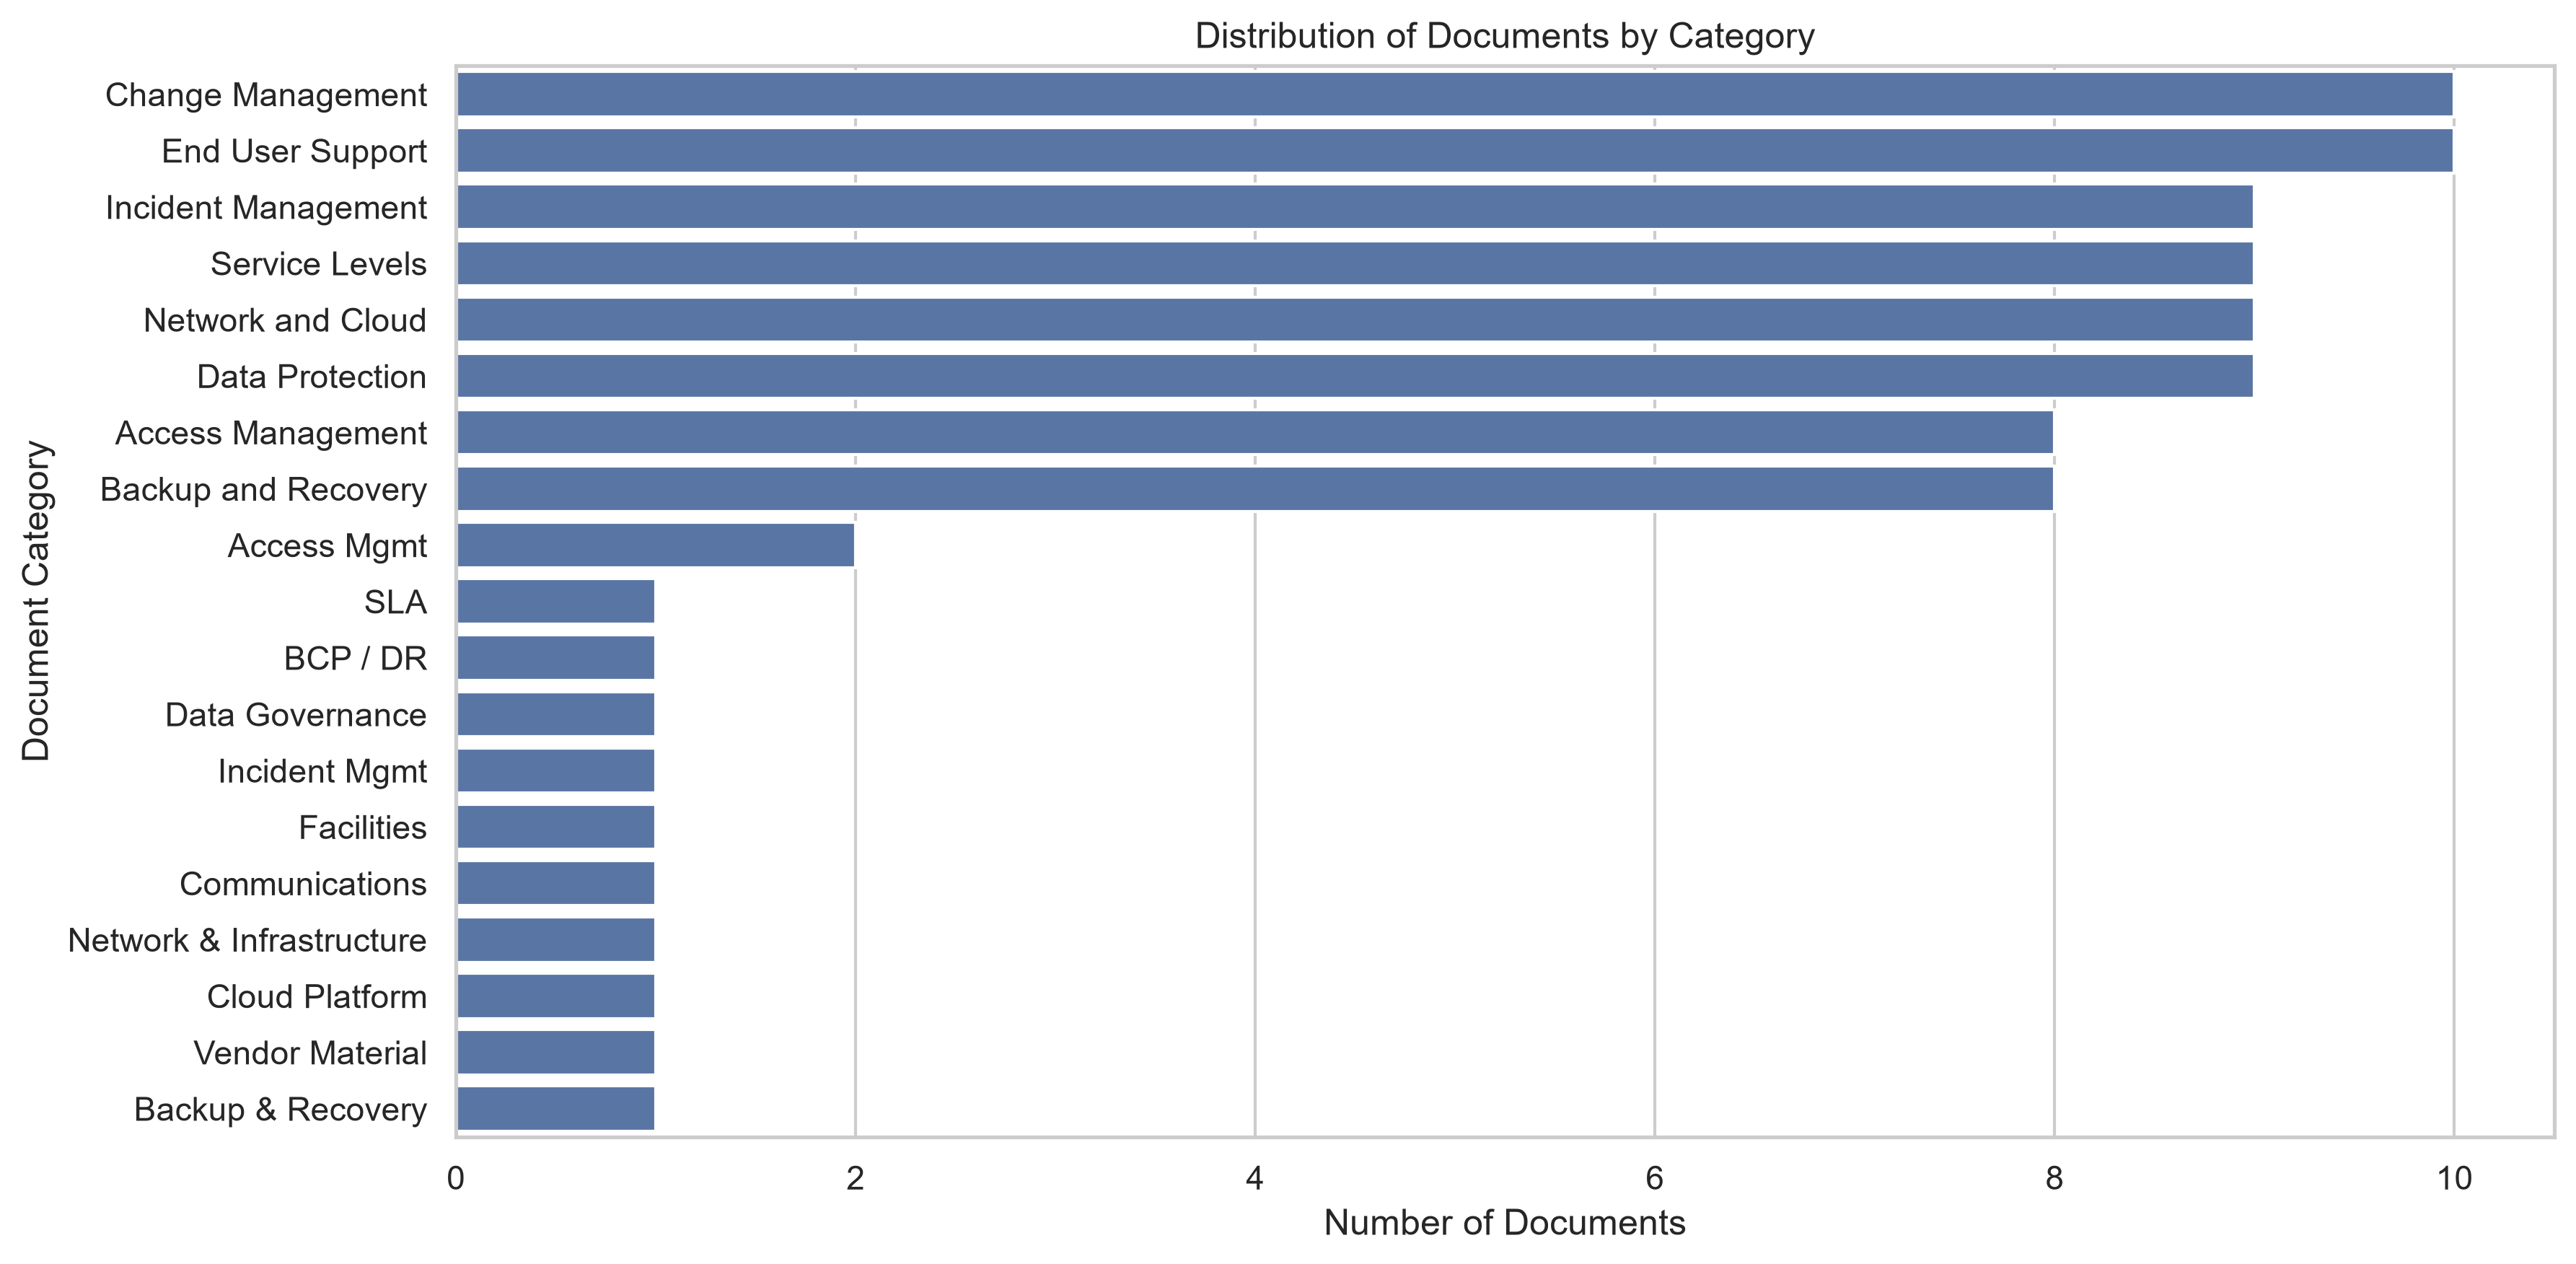 Distribution of Documents by Category
Change Management
End User Support
Incident Management
Service Levels
Network and Cloud
Data Protection
Access Management
Backup and Recovery
Access Mgmt
SLA
BCP / DR
Data Governance
Incident Mgmt
Facilities
Communications
Network & Infrastructure
Cloud Platform
Vendor Material
Backup & Recovery
Document Category
0 2 4 6 8 10
Number of Documents